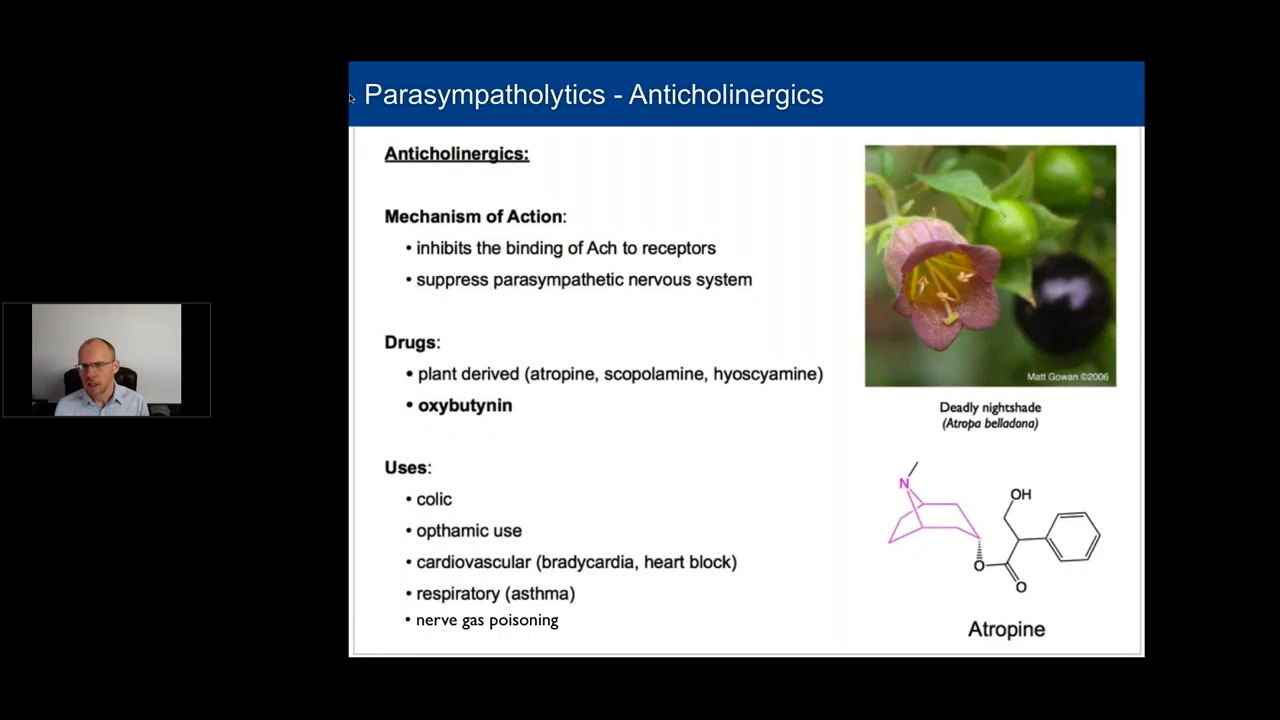 Parasympatholytics - Anticholinergics
Anticholinergics:
Mechanism of Action:
• inhibits the binding of Ach to receptors
• suppress parasympathetic nervous system
Drugs:
• plant derived (atropine, scopolamine, hyoscyamine)
• oxybutynin
Uses:
• colic
• opthamic use
• cardiovascular (bradycardia, heart block)
• respiratory (asthma)
• nerve gas poisoning
Matt Gowan ©2006
Deadly nightshade
(Atropa belladona)
N
OH
O
O
Atropine